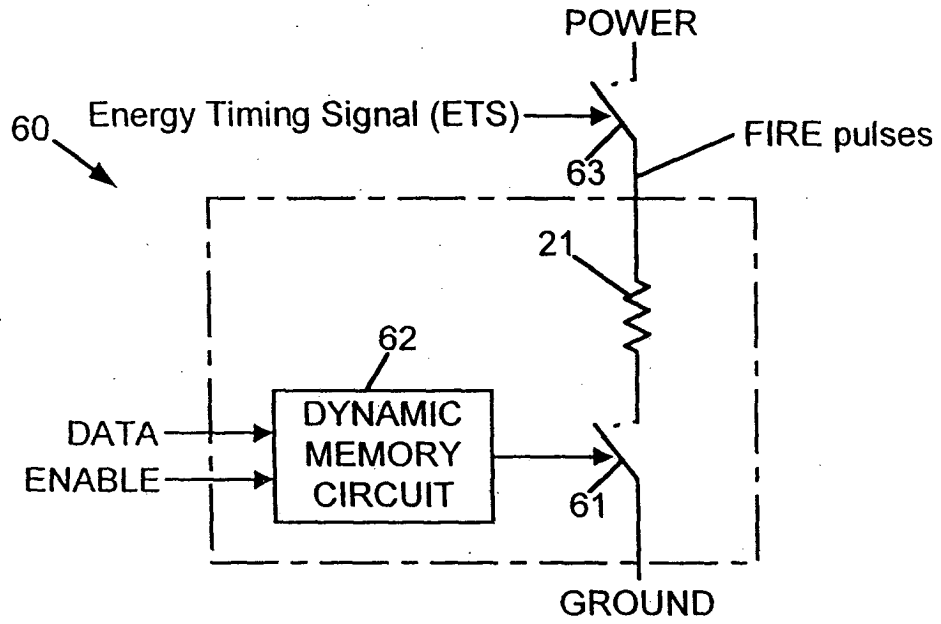 POWER
Energy Timing Signal (ETS)
60
FIRE pulses
63
21
62
DYNAMIC
MEMORY
CIRCUIT
DATA
ENABLE
61
GROUND